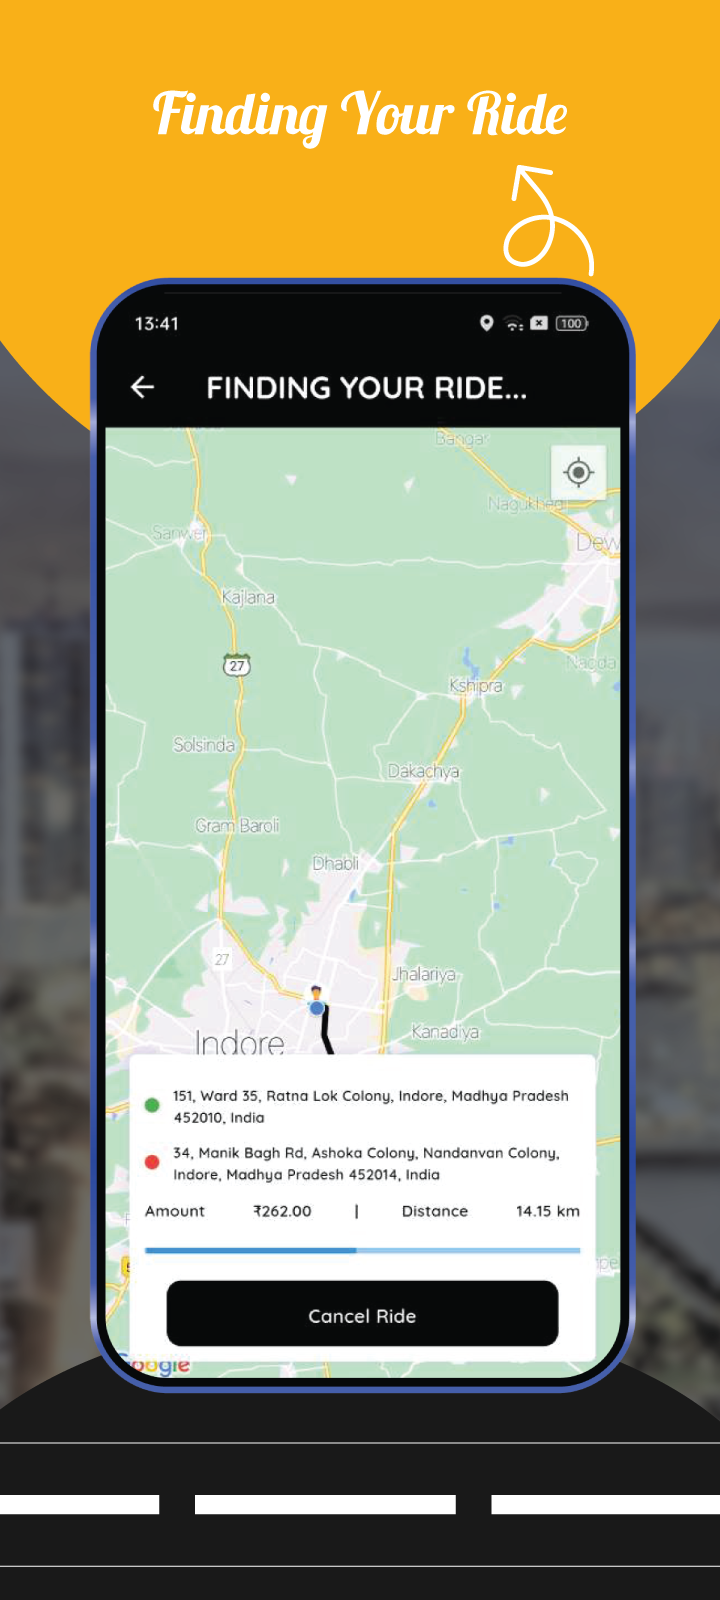 Finding Your Ride
13:41
100
FINDING YOUR RIDE...
Bangar
Nagukhedi
Sanwer
Dew
Kajlana
27
Nagda
Kshipra
Solsinda
Dakachya
Gram Baroli
Dhabli
27
Jhalariya
Kanadiya
Indore
151, Ward 35, Ratna Lok Colony, Indore, Madhya Pradesh
452010, India
34, Manik Bagh Rd, Ashoka Colony, Nandanvan Colony,
Indore, Madhya Pradesh 452014, India
Amount ₹262.00 | Distance 14.15 km
Cancel Ride
Google